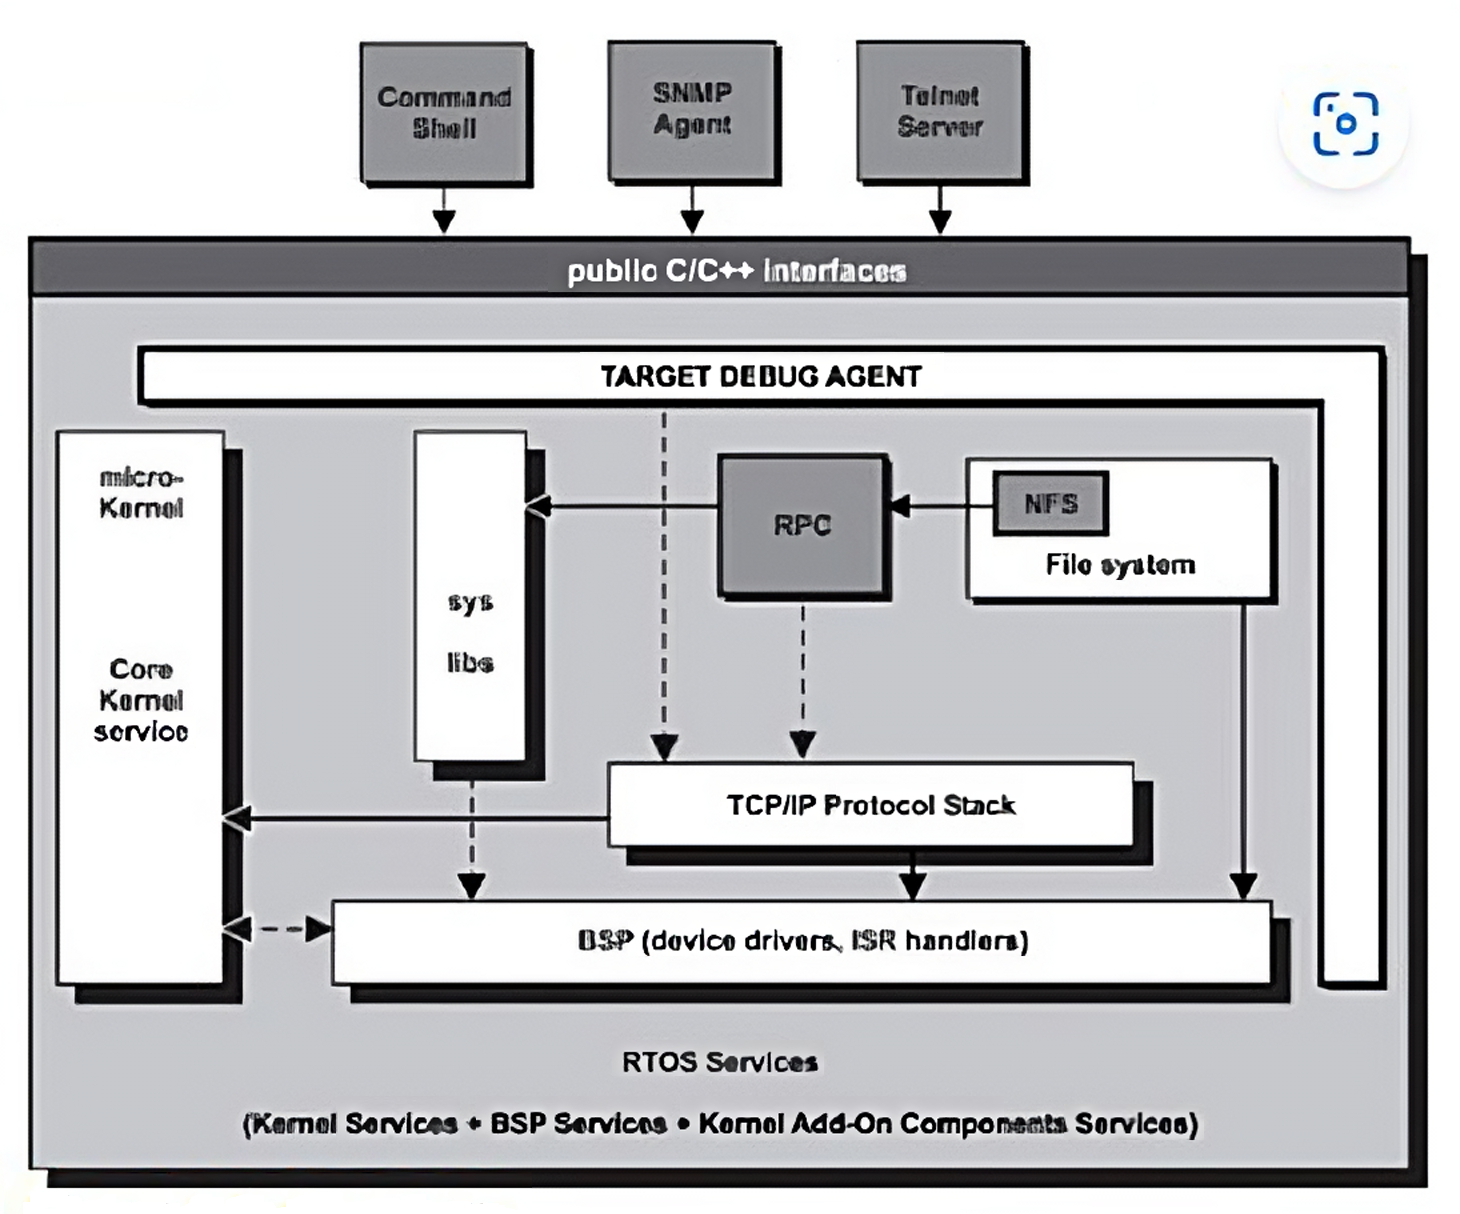 Command
Shell
SNMP
Agent
Telnet
Server
public C/C++ interfaces
TARGET DEBUG AGENT
micro-
Kernel
Core
Kernel
service
sys
libs
RPC
NFS
File system
TCP/IP Protocol Stack
BSP (device drivers, ISR handlers)
RTOS Services
(Kernel Services + BSP Services + Kernel Add-On Components Services)